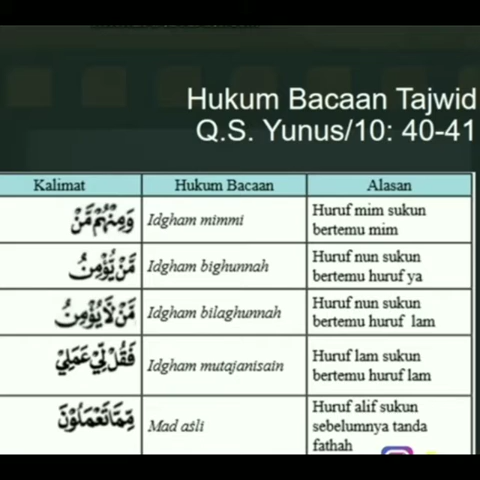 Hukum Bacaan Tajwid
Q.S. Yunus/10: 40-41
Kalimat
Hukum Bacaan
Alasan
وَمِنْهُمْ مَّنْ
Idgham mimmi
Huruf mim sukun
bertemu mim
مَّنْ يُّؤْمِنُ
Idgham bighunnah
Huruf nun sukun
bertemu huruf ya
مَّنْ لَّا يُؤْمِنُ
Idgham bilaghunnah
Huruf nun sukun
bertemu huruf lam
فَقُلْ لِّيْ عَمَلِيْ
Idgham mutajanisain
Huruf lam sukun
bertemu huruf lam
مِمَّا تَعْمَلُوْنَ
Mad aṡli
Huruf alif sukun
sebelumnya tanda
fathah